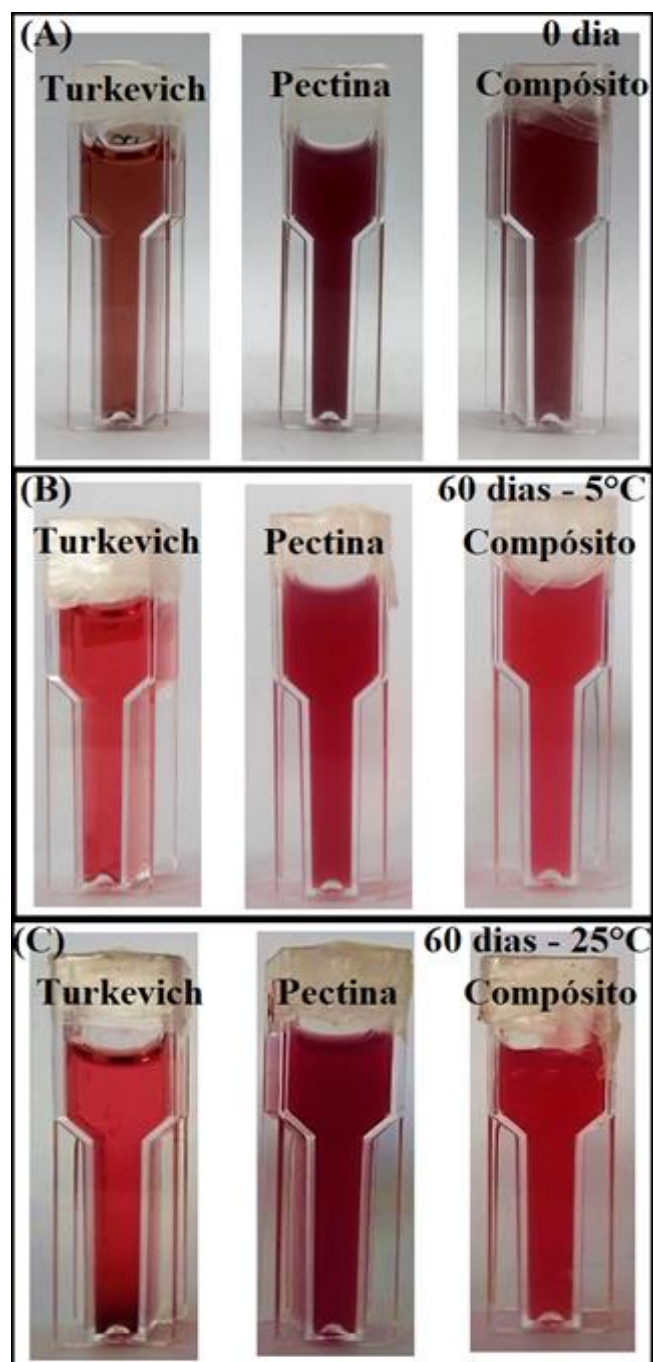 (A) 0 dia
Turkevich Pectina Compósito
(B) 60 dias - 5°C
Turkevich Pectina Compósito
(C) 60 dias - 25°C
Turkevich Pectina Compósito